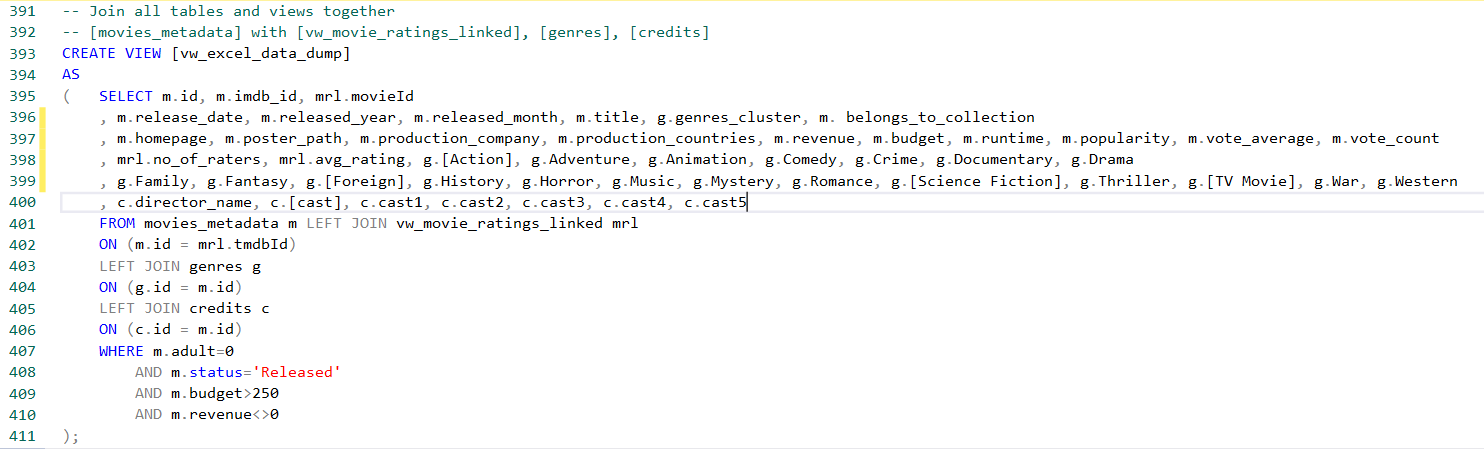 391 -- Join all tables and views together
392 -- [movies_metadata] with [vw_movie_ratings_linked], [genres], [credits]
393 CREATE VIEW [vw_excel_data_dump]
394 AS
395 ( SELECT m.id, m.imdb_id, mrl.movieId
396 , m.release_date, m.released_year, m.released_month, m.title, g.genres_cluster, m. belongs_to_collection
397 , m.homepage, m.poster_path, m.production_company, m.production_countries, m.revenue, m.budget, m.runtime, m.popularity, m.vote_average, m.vote_count
398 , mrl.no_of_raters, mrl.avg_rating, g.[Action], g.Adventure, g.Animation, g.Comedy, g.Crime, g.Documentary, g.Drama
399 , g.Family, g.Fantasy, g.[Foreign], g.History, g.Horror, g.Music, g.Mystery, g.Romance, g.[Science Fiction], g.Thriller, g.[TV Movie], g.War, g.Western
400 , c.director_name, c.[cast], c.cast1, c.cast2, c.cast3, c.cast4, c.cast5
401 FROM movies_metadata m LEFT JOIN vw_movie_ratings_linked mrl
402 ON (m.id = mrl.tmdbId)
403 LEFT JOIN genres g
404 ON (g.id = m.id)
405 LEFT JOIN credits c
406 ON (c.id = m.id)
407 WHERE m.adult=0
408 AND m.status='Released'
409 AND m.budget>250
410 AND m.revenue<>0
411 );